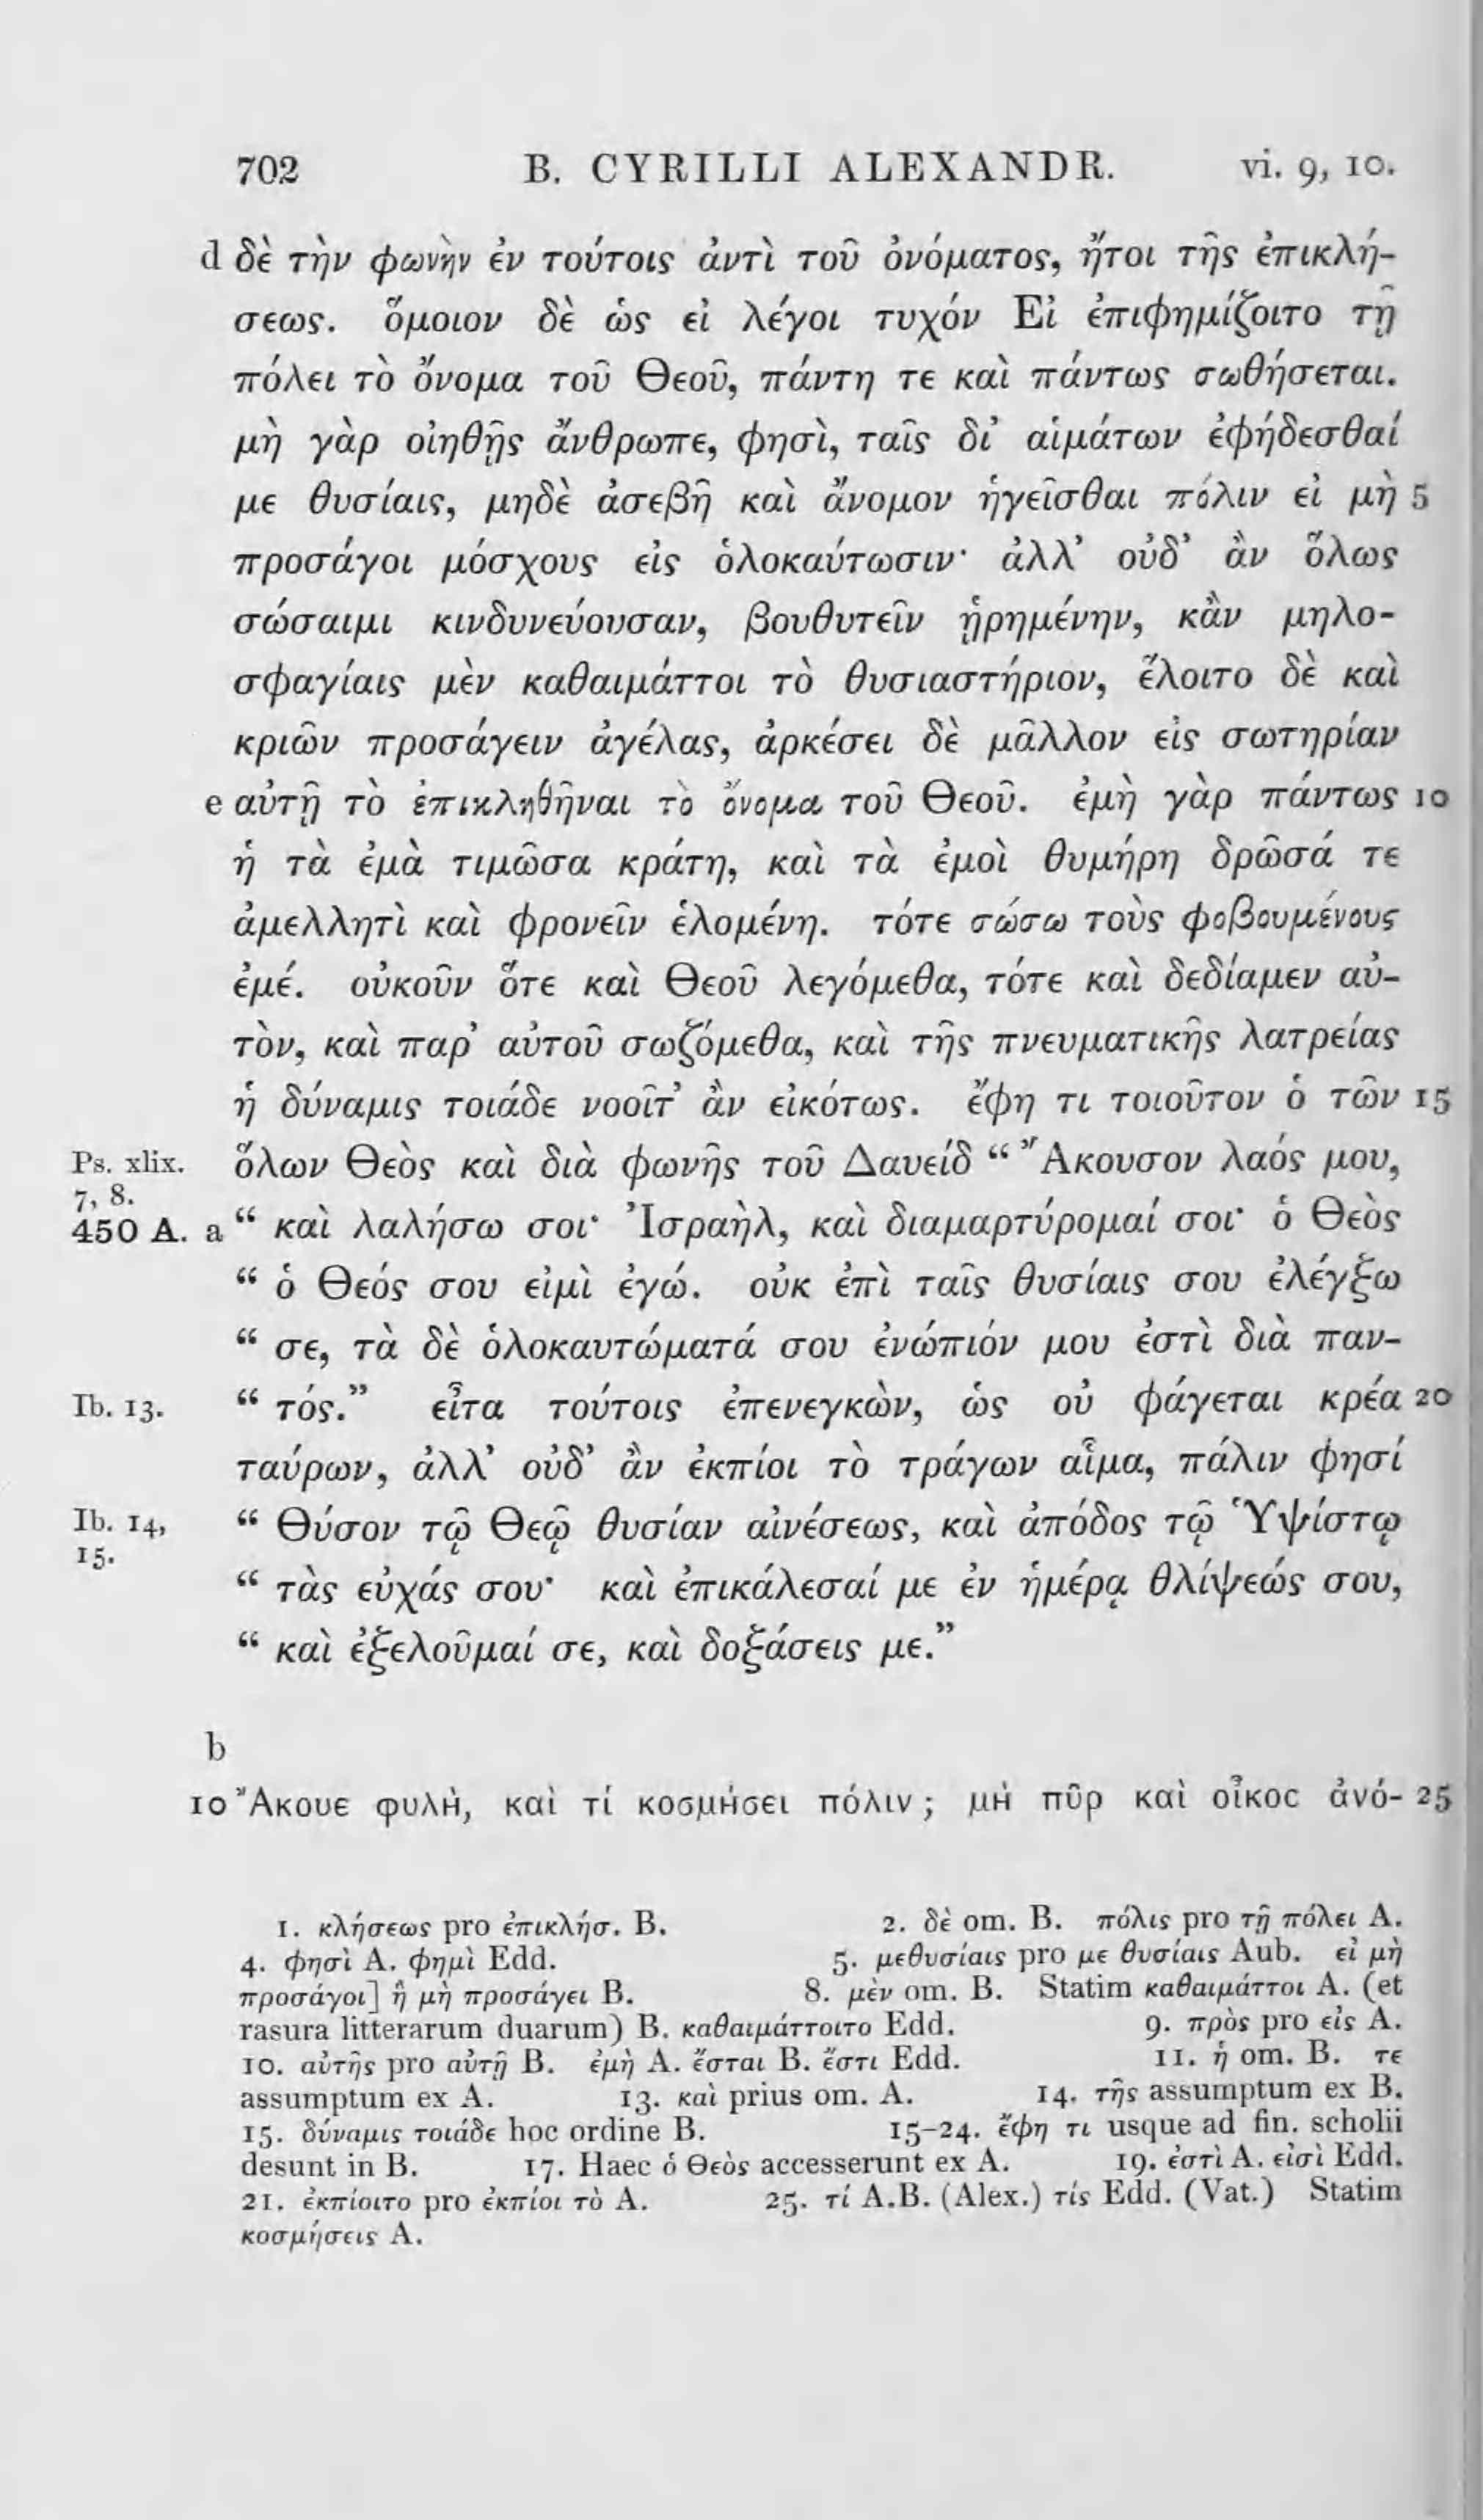 702 B. CYRILLI ALEXANDR. vi. 9, 10.
d δὲ τὴν φωνὴν ἐν τούτοις ἀντὶ τοῦ ὀνόματος, ἤτοι τῆς ἐπικλή-
σεως. ὅμοιον δὲ ὡς εἰ λέγοι τυχόν Εἰ ἐπιφημίζοιτο τῇ
πόλει τὸ ὄνομα τοῦ Θεοῦ, πάντη τε καὶ πάντως σωθήσεται.
μὴ γὰρ οἰηθῇς ἄνθρωπε, φησὶ, ταῖς δι’ αἱμάτων ἐφήδεσθαί
με θυσίαις, μηδὲ ἀσεβῆ καὶ ἄνομον ἡγεῖσθαι πόλιν εἰ μὴ 5
προσάγοι μόσχους εἰς ὁλοκαύτωσιν· ἀλλ’ οὐδ’ ἂν ὅλως
σώσαιμι κινδυνεύουσαν, βουθυτεῖν ᾑρημένην, κἂν μηλο-
σφαγίαις μὲν καθαιμάττοι τὸ θυσιαστήριον, ἕλοιτο δὲ καὶ
κριῶν προσάγειν ἀγέλας, ἀρκέσει δὲ μᾶλλον εἰς σωτηρίαν
e αὐτῇ τὸ ἐπικληθῆναι τὸ ὄνομα τοῦ Θεοῦ. ἐμὴ γὰρ πάντως 10
ἡ τὰ ἐμὰ τιμῶσα κράτη, καὶ τὰ ἐμοὶ θυμήρη δρῶσά τε
ἀμελλητὶ καὶ φρονεῖν ἑλομένη. τότε σώσω τοὺς φοβουμένους
ἐμέ. οὐκοῦν ὅτε καὶ Θεοῦ λεγόμεθα, τότε καὶ δεδίαμεν αὐ-
τὸν, καὶ παρ’ αὐτοῦ σωζόμεθα, καὶ τῆς πνευματικῆς λατρείας
ἡ δύναμις τοιάδε νοοῖτ’ ἂν εἰκότως. ἔφη τι τοιοῦτον ὁ τῶν 15
Ps. xlix. ὅλων Θεὸς καὶ διὰ φωνῆς τοῦ Δαυείδ “ Ἄκουσον λαός μου,
7, 8.
450 A. a “ καὶ λαλήσω σοι· Ἰσραὴλ, καὶ διαμαρτύρομαί σοι· ὁ Θεὸς
“ ὁ Θεός σου εἰμὶ ἐγώ. οὐκ ἐπὶ ταῖς θυσίαις σου ἐλέγξω
“ σε, τὰ δὲ ὁλοκαυτώματά σου ἐνώπιόν μου ἐστὶ διὰ παν-
Ib. 13. “ τός.” εἶτα τούτοις ἐπενεγκὼν, ὡς οὐ φάγεται κρέα 20
ταύρων, ἀλλ’ οὐδ’ ἂν ἐκπίοι τὸ τράγων αἷμα, πάλιν φησί
Ib. 14, “ Θύσον τῷ Θεῷ θυσίαν αἰνέσεως, καὶ ἀπόδος τῷ Ὑψίστῳ
15.
“ τὰς εὐχάς σου· καὶ ἐπικάλεσαί με ἐν ἡμέρᾳ θλίψεώς σου,
“ καὶ ἐξελοῦμαί σε, καὶ δοξάσεις με.”
b
10 Ἄκουε φυλὴ, καὶ τί κοσμήσει πόλιν; μὴ πῦρ καὶ οἶκος ἀνό- 25
1. κλήσεως pro ἐπικλήσ. B. 2. δὲ om. B. πόλις pro τῇ πόλει A.
4. φησὶ A. φημὶ Edd. 5. μεθυσίαις pro με θυσίαις Aub. εἰ μὴ
προσάγοι] ἢ μὴ προσάγει B. 8. μὲν om. B. Statim καθαιμάττοι A. (et
rasura litterarum duarum) B. καθαιμάττοιτο Edd. 9. πρὸς pro εἰς A.
10. αὐτῆς pro αὐτῇ B. ἐμὴ A. ἔσται B. ἔστι Edd. 11. ἡ om. B. τε
assumptum ex A. 13. καὶ prius om. A. 14. τῆς assumptum ex B.
15. δύναμις τοιάδε hoc ordine B. 15-24. ἔφη τι usque ad fin. scholii
desunt in B. 17. Haec ὁ Θεὸς accesserunt ex A. 19. ἐστὶ A. εἰσὶ Edd.
21. ἐκπίοιτο pro ἐκπίοι τὸ A. 25. τί A.B. (Alex.) τίς Edd. (Vat.) Statim
κοσμήσεις A.